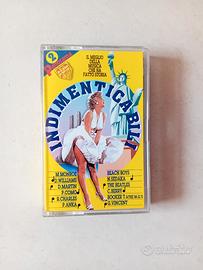 2
IL MEGLIO
DELLA
MUSICA
CHE HA
FATTO STORIA
INDIMENTICABILI
M.MONROE
D.WILLIAMS
D.MARTIN
P.COMO
R.CHARLES
P.ANKA
BEACH BOYS
N.SEDAKA
THE BEATLES
C.BERRY
BOOKER T. & THE M.G.'S
G.VINCENT
subito